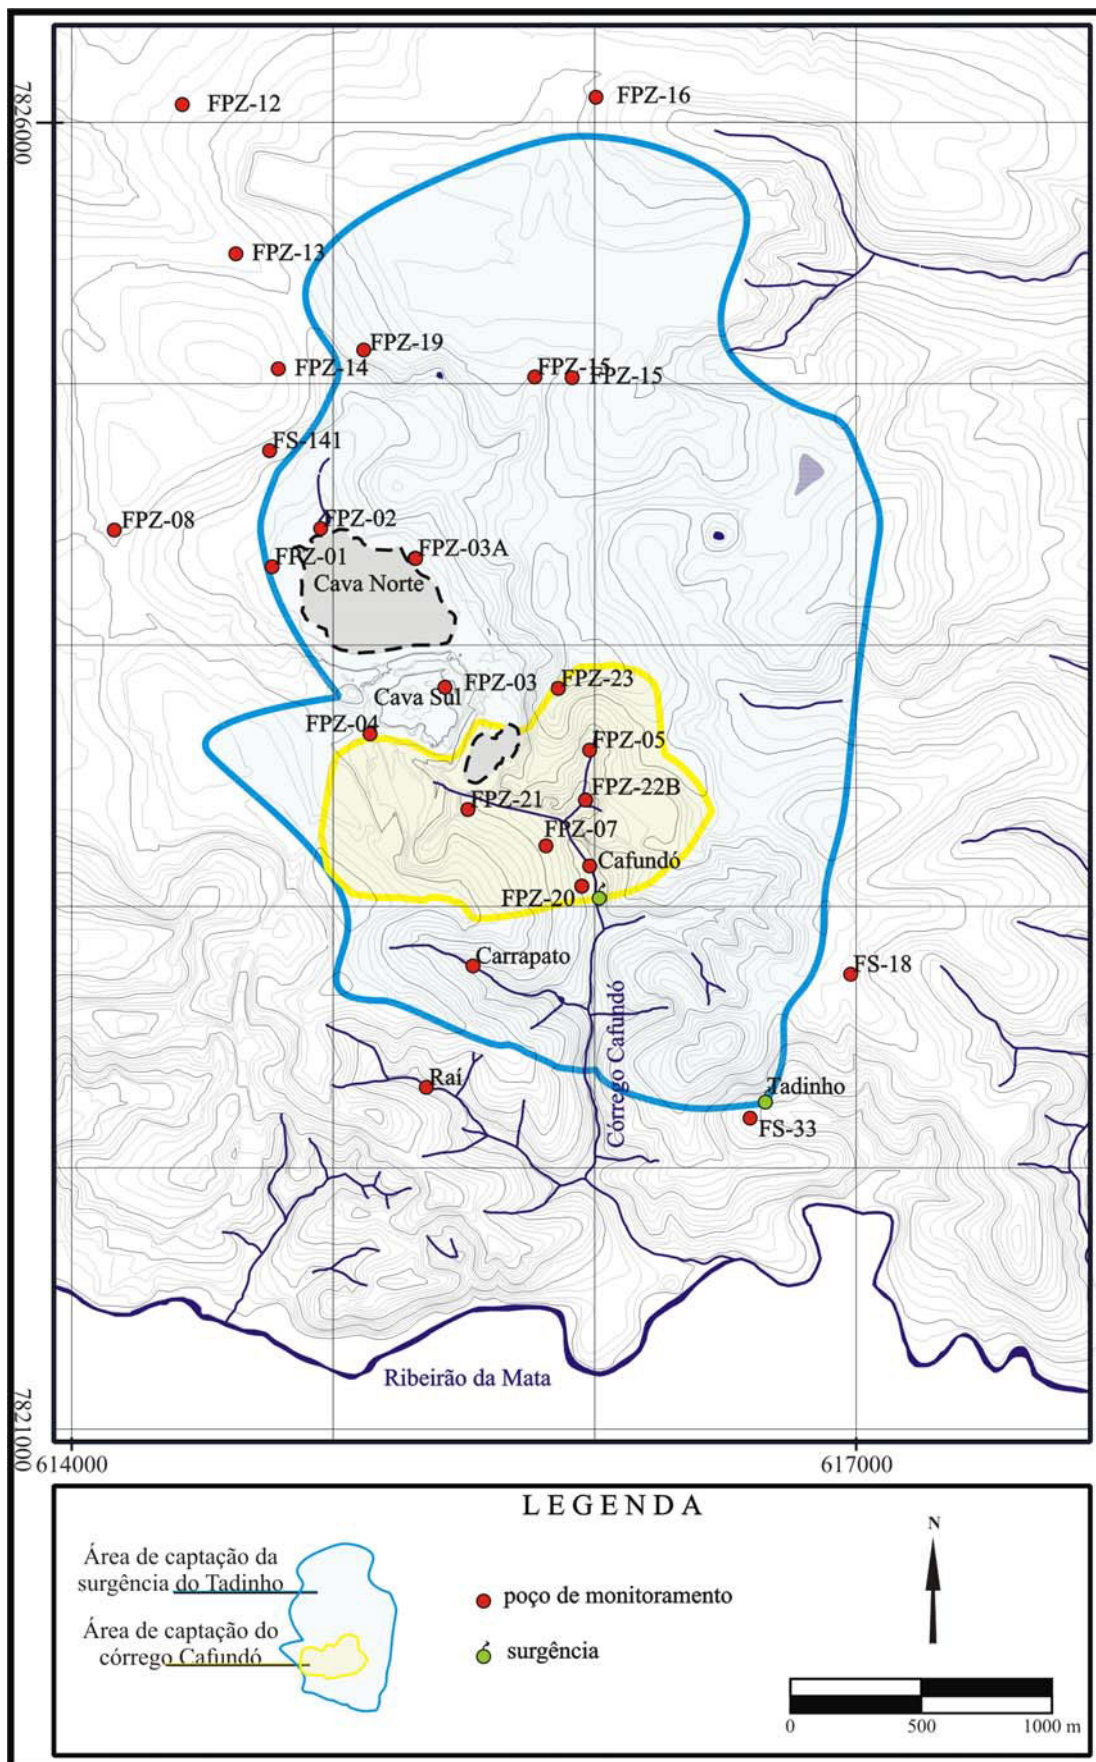 FPZ-12
FPZ-16
7826000
FPZ-13
FPZ-19
FPZ-14
FPZ-15
FPZ-15
FS-141
FPZ-08
FPZ-02
FPZ-03A
FPZ-01
Cava Norte
FPZ-03
FPZ-23
Cava Sul
FPZ-04
FPZ-05
FPZ-22B
FPZ-21
FPZ-07
Cafundó
FPZ-20
Carrapato
FS-18
Córrego Cafundó
Raí
Tadinho
FS-33
Ribeirão da Mata
7821000
614000
617000
LEGENDA
Área de captação da
surgência do Tadinho
Área de captação do
córrego Cafundó
poço de monitoramento
surgência
N
0 500 1000 m